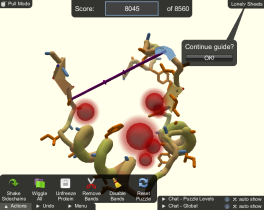 Pull Mode
Score: 8045 of 8560
Lonely Sheets
Continue guide?
OK!
Shake Sidechains
Wiggle All
Unfreeze Protein
Remove Bands
Disable Bands
Reset Puzzle
Actions Undo Menu
Chat - Puzzle Levels auto show
Chat - Global auto show